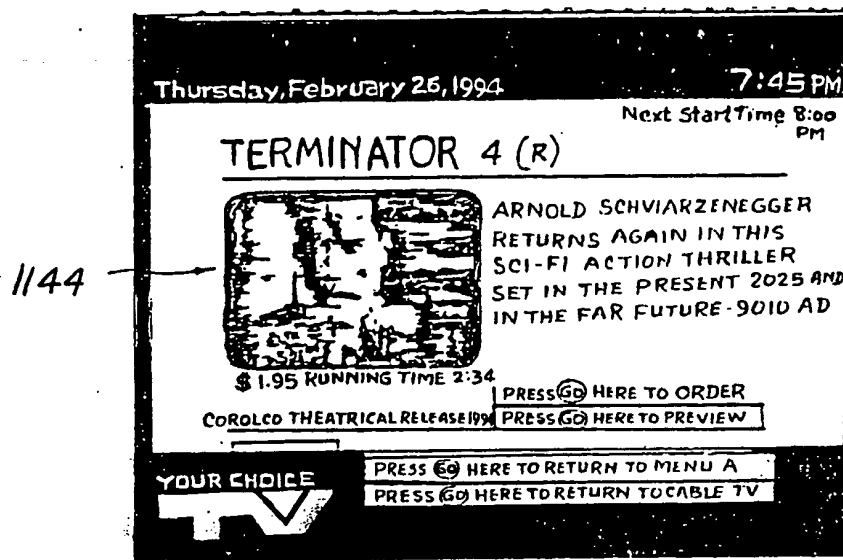 Thursday, February 26, 1994 7:45 PM
Next Start Time 8:00
PM
TERMINATOR 4 (R)
ARNOLD SCHVIARZENEGGER
RETURNS AGAIN IN THIS
SCI-FI ACTION THRILLER
SET IN THE PRESENT 2025 AND
IN THE FAR FUTURE-9010 AD
1144
$1.95 RUNNING TIME 2:34
PRESS GO HERE TO ORDER
COROLCO THEATRICAL RELEASE PRESS GO HERE TO PREVIEW
YOUR CHOICE
TV
PRESS GO HERE TO RETURN TO MENU A
PRESS GO HERE TO RETURN TO CABLE TV